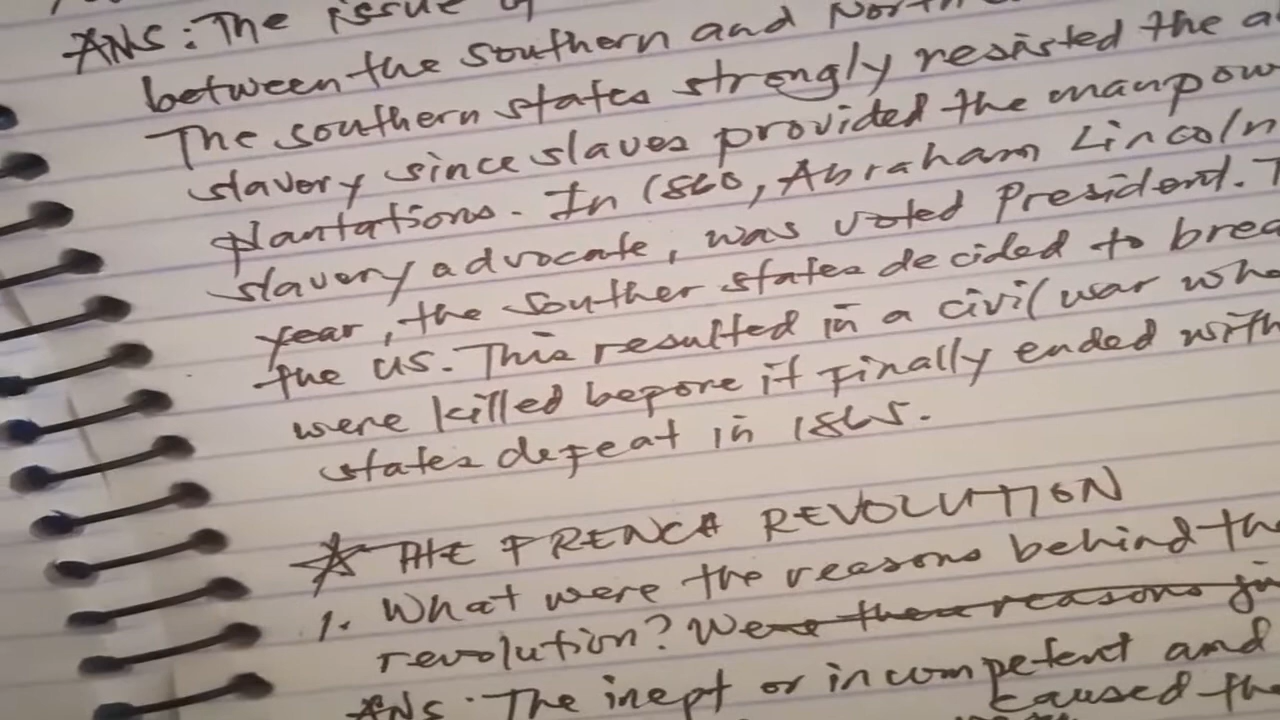 ANS: The issue of
between the southern and North
The southern states strongly resisted the a
slavery since slaves provided the manpow
plantations. In 1860, Abraham Lincoln
slavery advocate, was voted President. T
year, the Souther states decided to brea
the US. This resulted in a civil war whe
were killed before it finally ended with
states defeat in 1865.
THE FRENCH REVOLUTION
1. What were the reasons behind the
revolution? Were the reasons ju
ANS. The inept or incompetent and
caused the